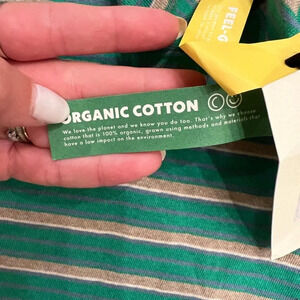 FEEL-G
ORGANIC COTTON
We love the planet and we know you do too. That's why we choose
cotton that is 100% organic, grown using methods and materials that
have a low impact on the environment.